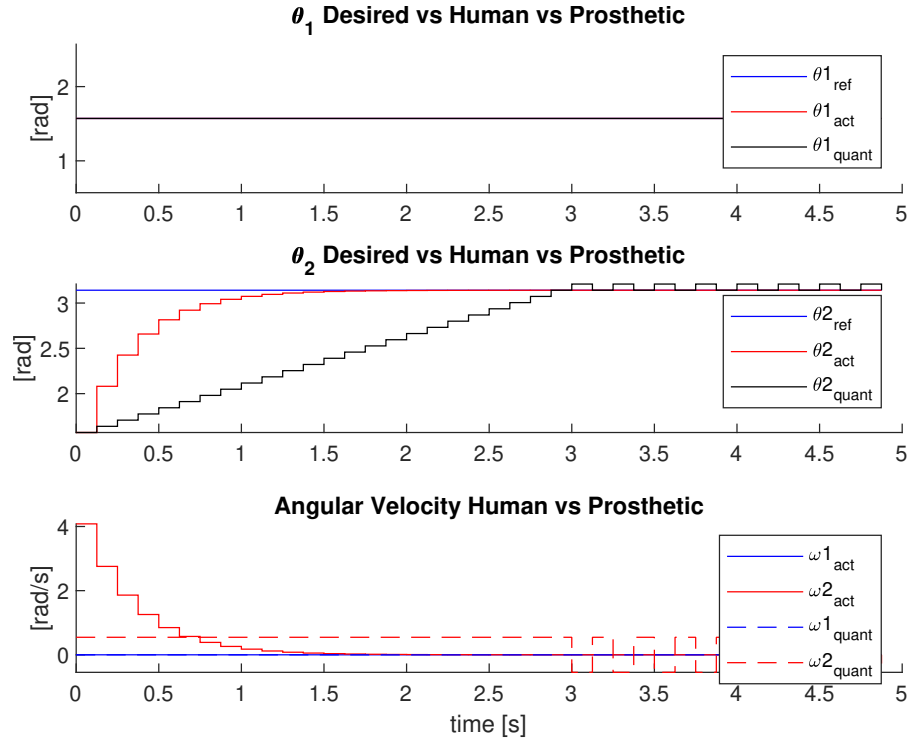 θ₁ Desired vs Human vs Prosthetic
[rad]
2
1
θ1ref
θ1act
θ1quant
0 0.5 1 1.5 2 2.5 3 3.5 4 4.5 5
θ₂ Desired vs Human vs Prosthetic
[rad]
3
2.5
2
θ2ref
θ2act
θ2quant
0 0.5 1 1.5 2 2.5 3 3.5 4 4.5 5
Angular Velocity Human vs Prosthetic
[rad/s]
4
2
0
ω1act
ω2act
ω1quant
ω2quant
0 0.5 1 1.5 2 2.5 3 3.5 4 4.5 5
time [s]